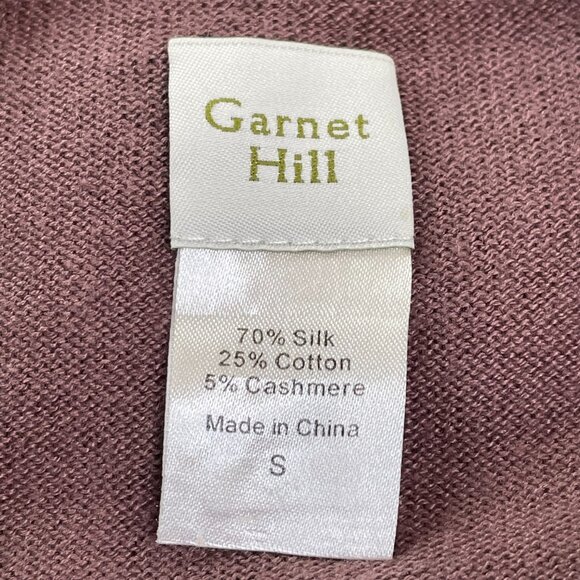 Garnet
Hill
70% Silk
25% Cotton
5% Cashmere
Made in China
S